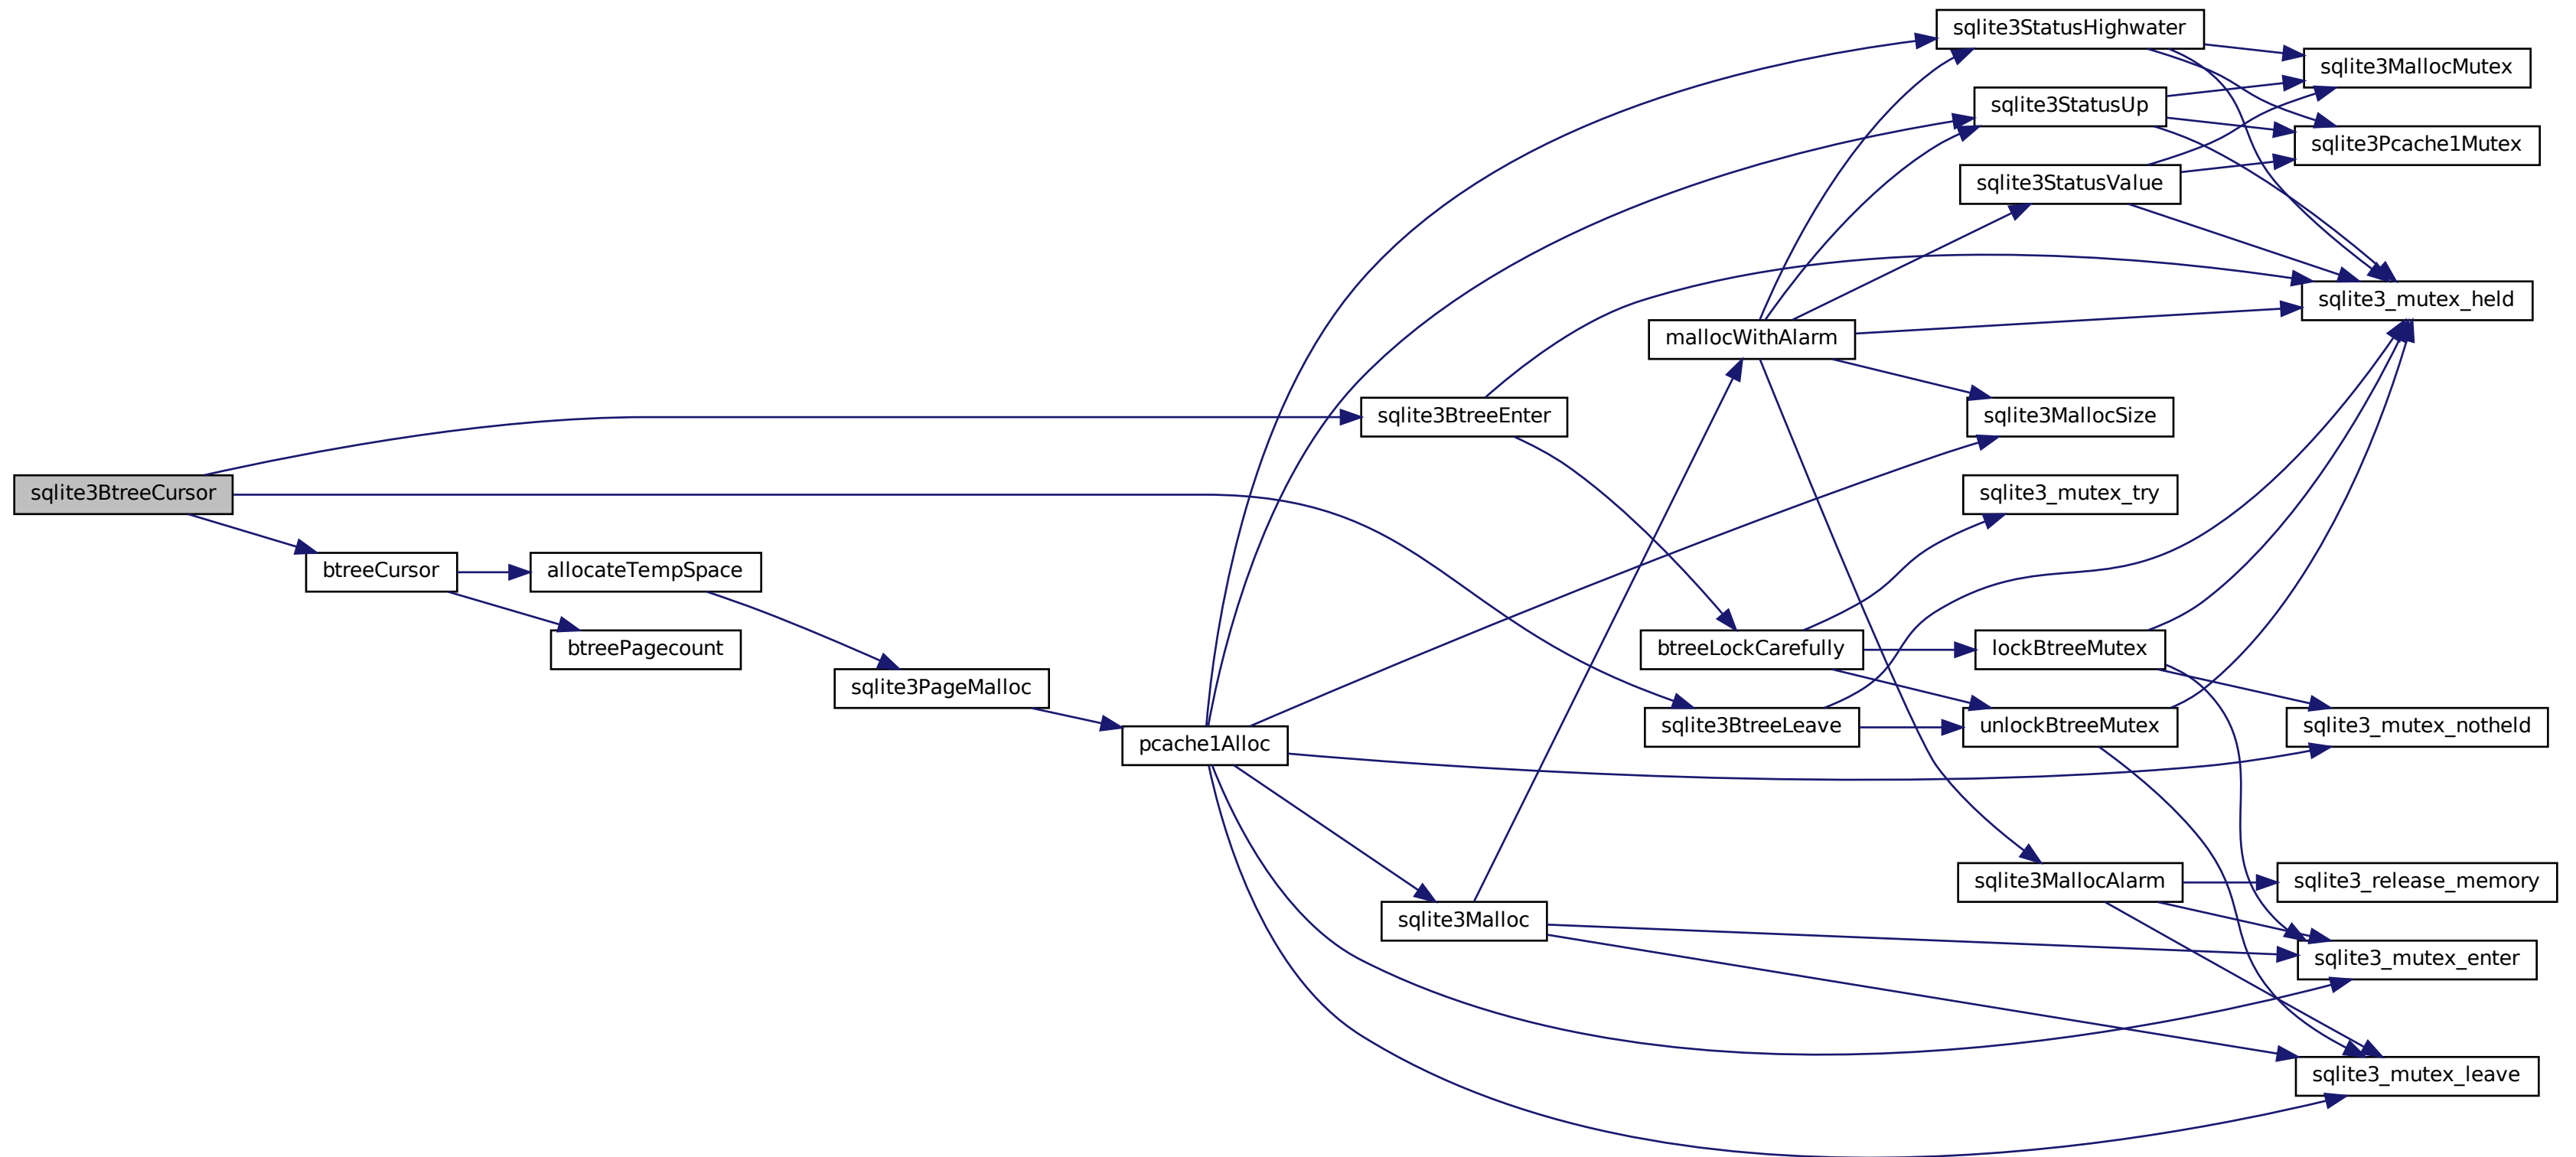 sqlite3StatusHighwater
sqlite3MallocMutex
sqlite3StatusUp
sqlite3Pcache1Mutex
sqlite3StatusValue
sqlite3_mutex_held
mallocWithAlarm
sqlite3BtreeEnter
sqlite3MallocSize
sqlite3BtreeCursor
sqlite3_mutex_try
btreeCursor
allocateTempSpace
btreePagecount
btreeLockCarefully
lockBtreeMutex
sqlite3PageMalloc
sqlite3BtreeLeave
unlockBtreeMutex
sqlite3_mutex_notheld
pcache1Alloc
sqlite3MallocAlarm
sqlite3_release_memory
sqlite3Malloc
sqlite3_mutex_enter
sqlite3_mutex_leave